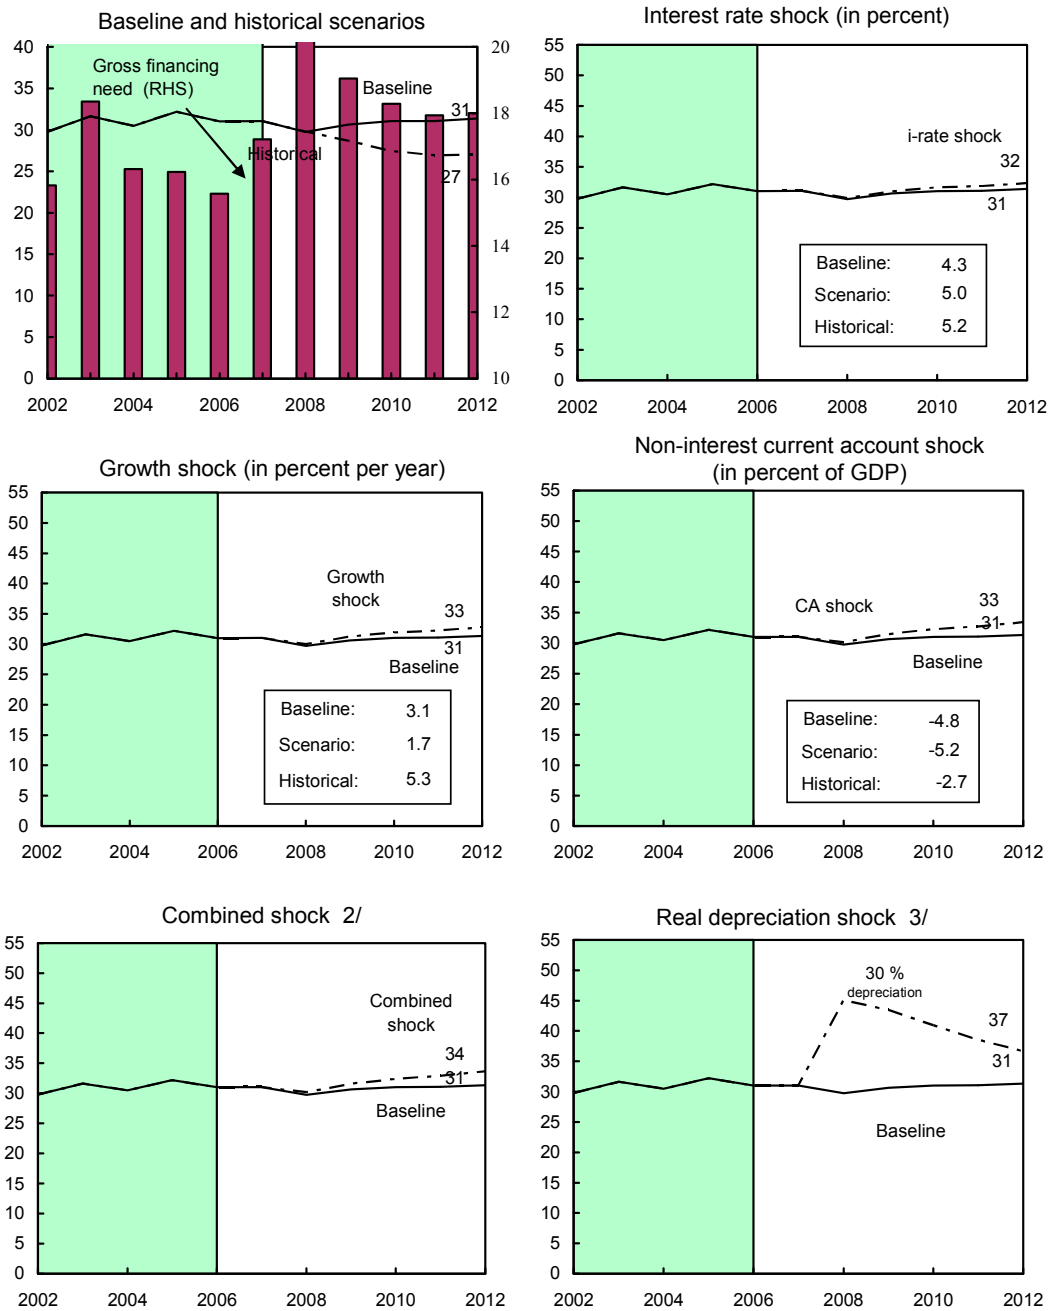 Baseline and historical scenarios
40
35
30
25
20
15
10
5
0
20
18
16
14
12
10
Gross financing
need (RHS)
Baseline
31
Historical
27
2002 2004 2006 2008 2010 2012
Interest rate shock (in percent)
55
50
45
40
35
30
25
20
15
10
5
0
i-rate shock
32
31
Baseline: 4.3
Scenario: 5.0
Historical: 5.2
2002 2004 2006 2008 2010 2012
Growth shock (in percent per year)
55
50
45
40
35
30
25
20
15
10
5
0
Growth
shock
33
31
Baseline
Baseline: 3.1
Scenario: 1.7
Historical: 5.3
2002 2004 2006 2008 2010 2012
Non-interest current account shock
(in percent of GDP)
55
50
45
40
35
30
25
20
15
10
5
0
CA shock
33
31
Baseline
Baseline: -4.8
Scenario: -5.2
Historical: -2.7
2002 2004 2006 2008 2010 2012
Combined shock 2/
55
50
45
40
35
30
25
20
15
10
5
0
Combined
shock
34
31
Baseline
2002 2004 2006 2008 2010 2012
Real depreciation shock 3/
55
50
45
40
35
30
25
20
15
10
5
0
30 %
depreciation
37
31
Baseline
2002 2004 2006 2008 2010 2012